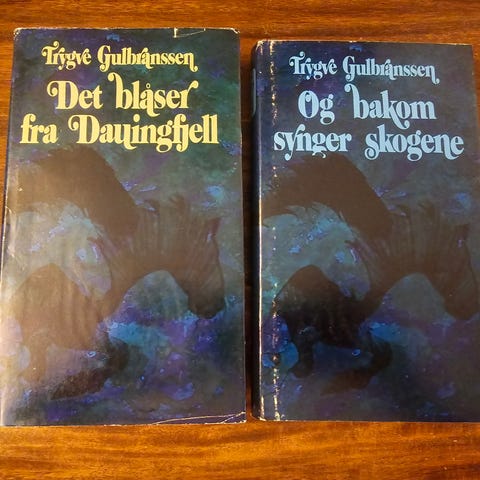 Trygve Gulbranssen
Det blåser
fra Dauingfjell
Trygve Gulbranssen
Og bakom
synger skogene